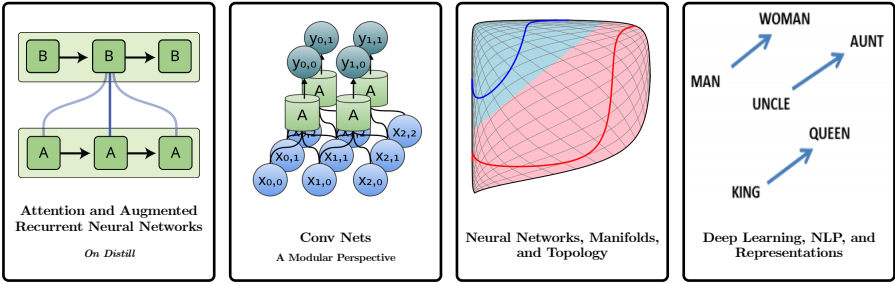 B B B
A A A
Attention and Augmented
Recurrent Neural Networks
On Distill
y0,1 y1,1
y0,0 y1,0
A A
A A
x2,2
x0,1 x1,1 x2,1
x0,0 x1,0 x2,0
Conv Nets
A Modular Perspective
Neural Networks, Manifolds,
and Topology
WOMAN
AUNT
MAN
UNCLE
QUEEN
KING
Deep Learning, NLP, and
Representations